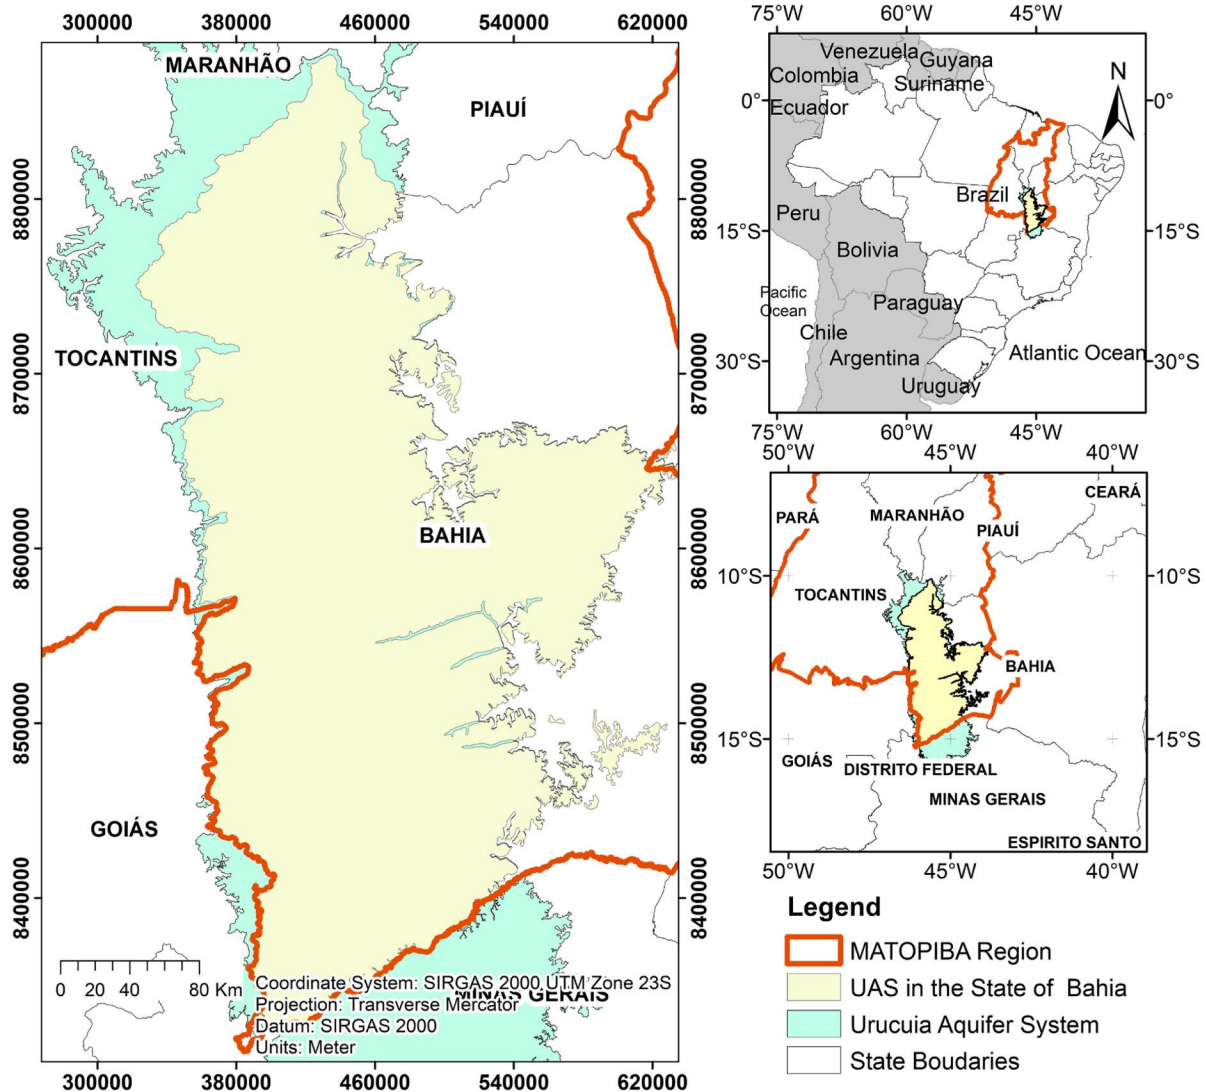 300000 380000 460000 540000 620000
MARANHÃO
PIAUÍ
8800000
8800000
TOCANTINS
8700000
8700000
BAHIA
8600000
8600000
8500000
8500000
GOIÁS
8400000
8400000
0 20 40 80 Km
MINAS GERAIS
Coordinate System: SIRGAS 2000 UTM Zone 23S
Projection: Transverse Mercator
Datum: SIRGAS 2000
Units: Meter
300000 380000 460000 540000 620000
75°W 60°W 45°W
Venezuela
Guyana
Colombia
Suriname
N
0°
0°
Ecuador
Brazil
Peru
15°S
15°S
Bolivia
Pacific
Ocean
Paraguay
Chile
Argentina
Atlantic Ocean
30°S
30°S
Uruguay
75°W 60°W 45°W
50°W 45°W 40°W
CEARÁ
PARÁ
MARANHÃO
PIAUÍ
10°S
10°S
TOCANTINS
BAHIA
15°S
15°S
GOIÁS
DISTRITO FEDERAL
MINAS GERAIS
ESPIRITO SANTO
50°W 45°W 40°W
Legend
MATOPIBA Region
UAS in the State of Bahia
Urucuia Aquifer System
State Boudaries